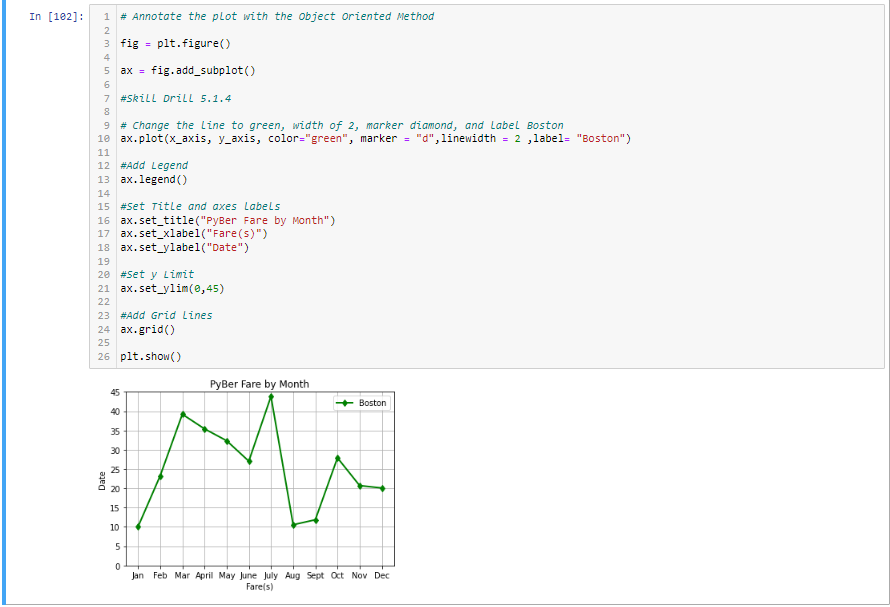 In [102]:
1 # Annotate the plot with the Object Oriented Method
2
3 fig = plt.figure()
4
5 ax = fig.add_subplot()
6
7 #Skill Drill 5.1.4
8
9 # Change the line to green, width of 2, marker diamond, and label Boston
10 ax.plot(x_axis, y_axis, color="green", marker = "d",linewidth = 2 ,label= "Boston")
11
12 #Add Legend
13 ax.legend()
14
15 #Set Title and axes labels
16 ax.set_title("PyBer Fare by Month")
17 ax.set_xlabel("Fare(s)")
18 ax.set_ylabel("Date")
19
20 #Set y Limit
21 ax.set_ylim(0,45)
22
23 #Add Grid Lines
24 ax.grid()
25
26 plt.show()
PyBer Fare by Month
45
40
35
30
25
20
15
10
5
0
Date
Boston
Jan Feb Mar April May June July Aug Sept Oct Nov Dec
Fare(s)